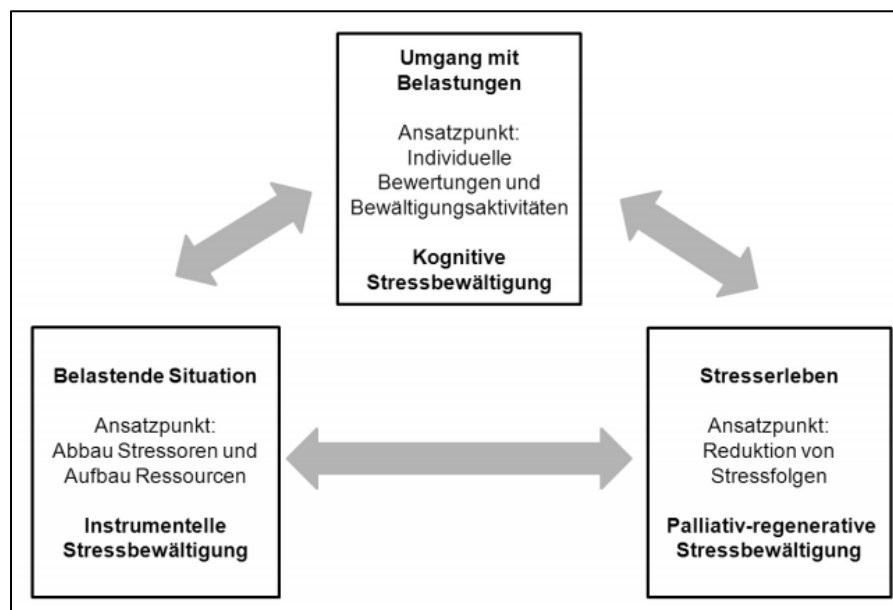 Umgang mit
Belastungen
Ansatzpunkt:
Individuelle
Bewertungen und
Bewältigungsaktivitäten
Kognitive
Stressbewältigung
Belastende Situation
Ansatzpunkt:
Abbau Stressoren und
Aufbau Ressourcen
Instrumentelle
Stressbewältigung
Stresserleben
Ansatzpunkt:
Reduktion von
Stressfolgen
Palliativ-regenerative
Stressbewältigung